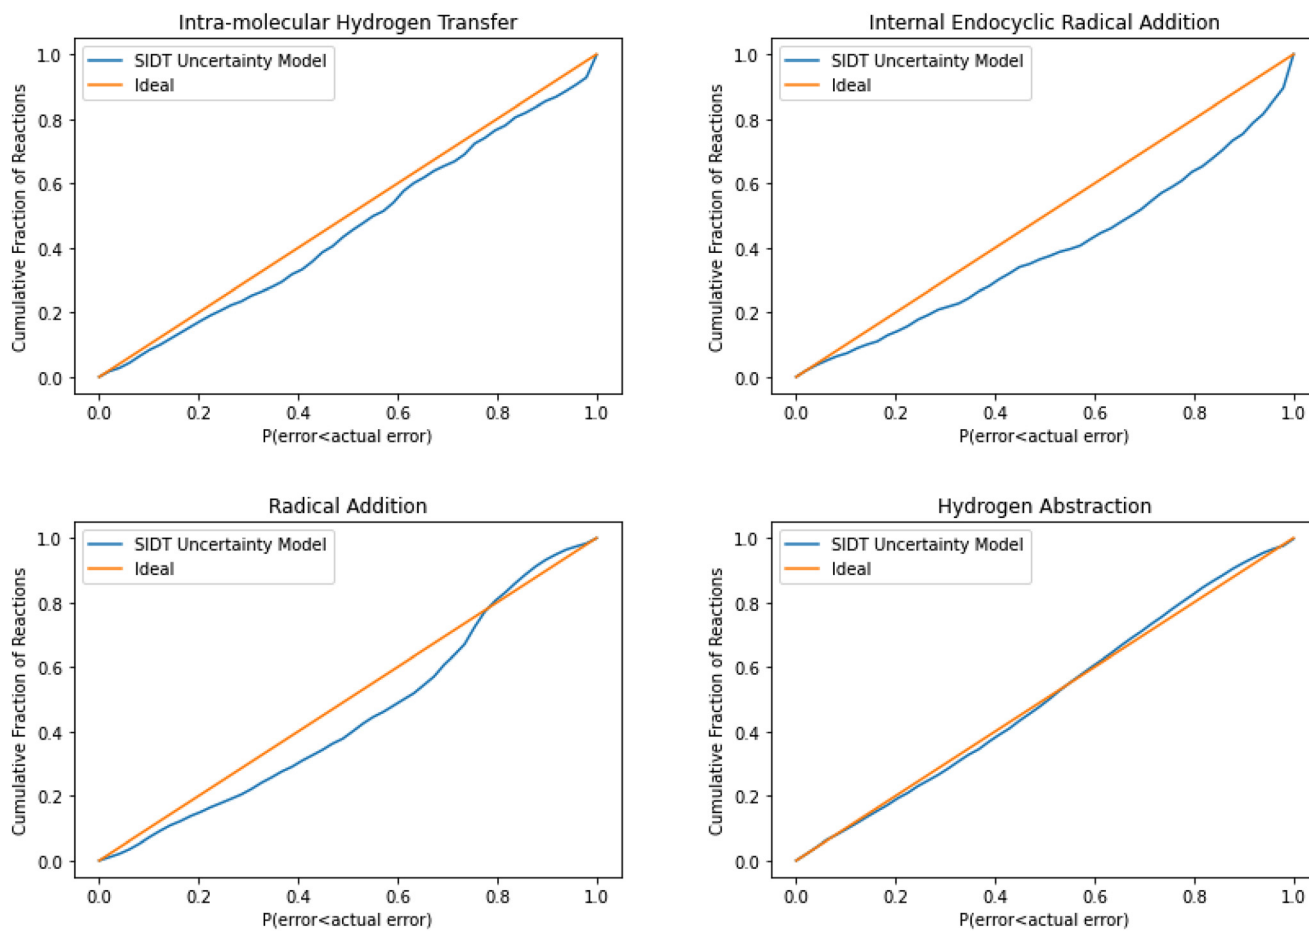 Intra-molecular Hydrogen Transfer
SIDT Uncertainty Model
Ideal
1.0
0.8
0.6
0.4
0.2
0.0
Cumulative Fraction of Reactions
0.0 0.2 0.4 0.6 0.8 1.0
P(error<actual error)
Internal Endocyclic Radical Addition
SIDT Uncertainty Model
Ideal
1.0
0.8
0.6
0.4
0.2
0.0
Cumulative Fraction of Reactions
0.0 0.2 0.4 0.6 0.8 1.0
P(error<actual error)
Radical Addition
SIDT Uncertainty Model
Ideal
1.0
0.8
0.6
0.4
0.2
0.0
Cumulative Fraction of Reactions
0.0 0.2 0.4 0.6 0.8 1.0
P(error<actual error)
Hydrogen Abstraction
SIDT Uncertainty Model
Ideal
1.0
0.8
0.6
0.4
0.2
0.0
Cumulative Fraction of Reactions
0.0 0.2 0.4 0.6 0.8 1.0
P(error<actual error)